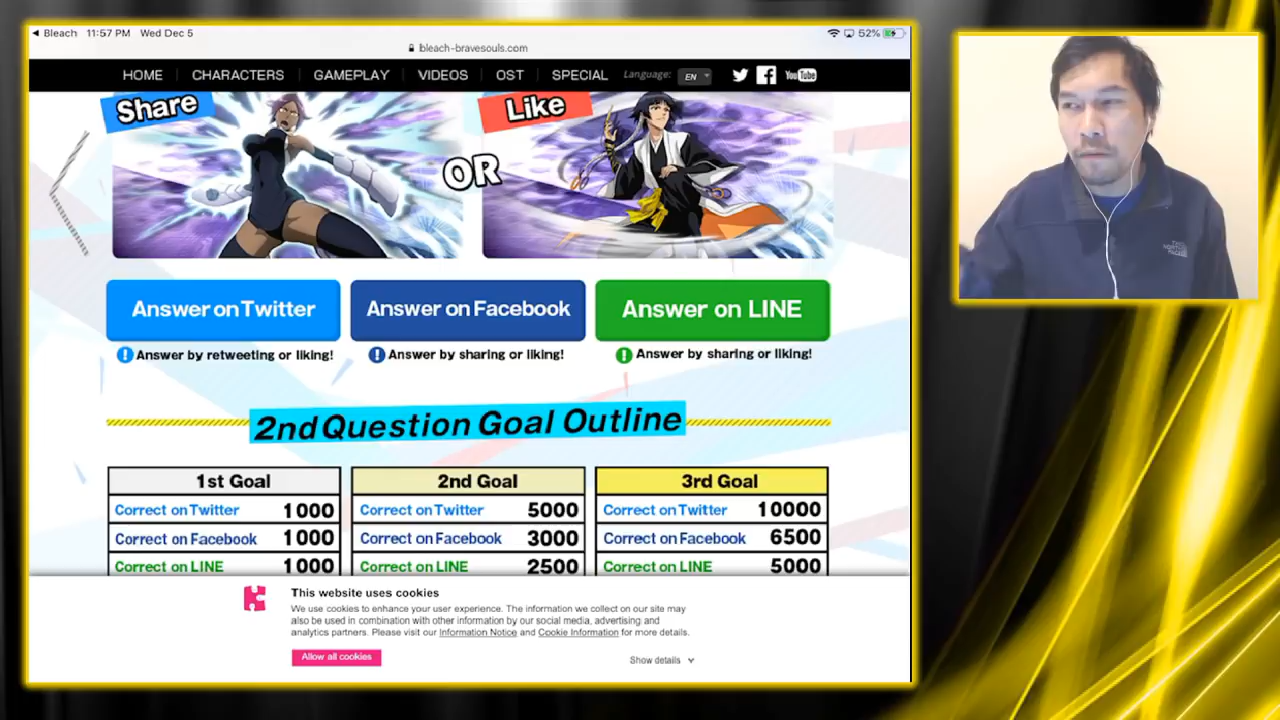 Bleach 11:57 PM Wed Dec 5 52%
bleach-bravesouls.com
HOME CHARACTERS GAMEPLAY VIDEOS OST SPECIAL Language: EN You Tube
Share OR Like
Answer on Twitter Answer on Facebook Answer on LINE
Answer by retweeting or liking! Answer by sharing or liking! Answer by sharing or liking!
2nd Question Goal Outline
1st Goal 2nd Goal 3rd Goal
Correct on Twitter 1000 Correct on Twitter 5000 Correct on Twitter 10000
Correct on Facebook 1000 Correct on Facebook 3000 Correct on Facebook 6500
Correct on LINE 1000 Correct on LINE 2500 Correct on LINE 5000
This website uses cookies
We use cookies to enhance your user experience. The information we collect on our site may
also be used in combination with other information by our social media, advertising and
analytics partners. Please visit our Information Notice and Cookie Information for more details.
Allow all cookies Show details
THE NORTH FACE